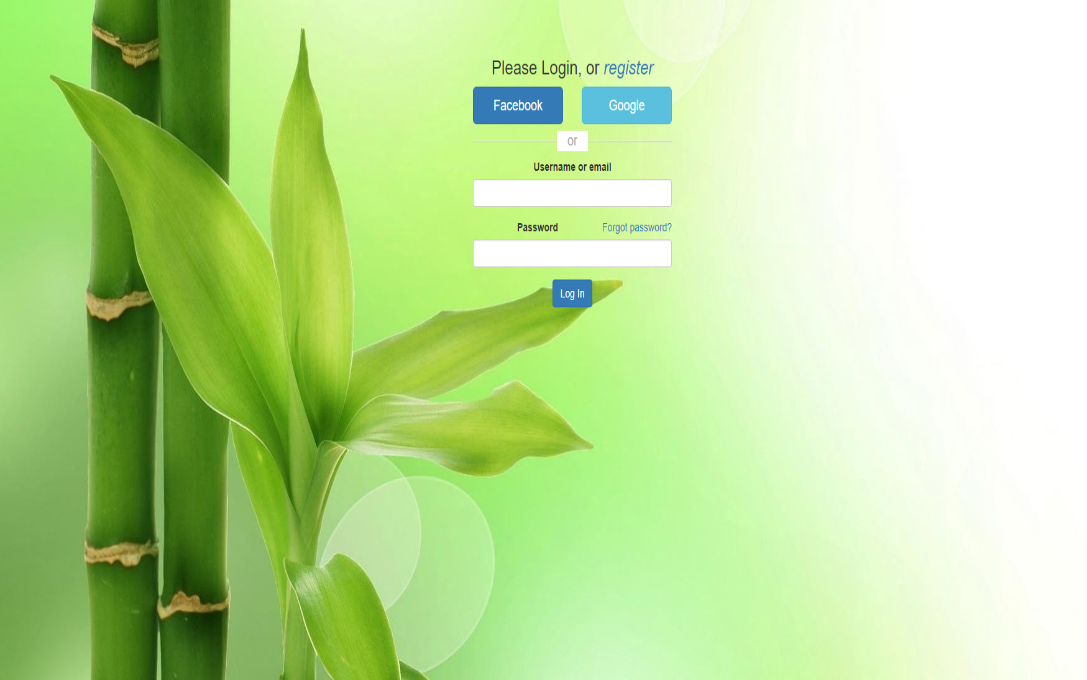 Please Login, or register
Facebook Google
or
Username or email
Password Forgot password?
Log In